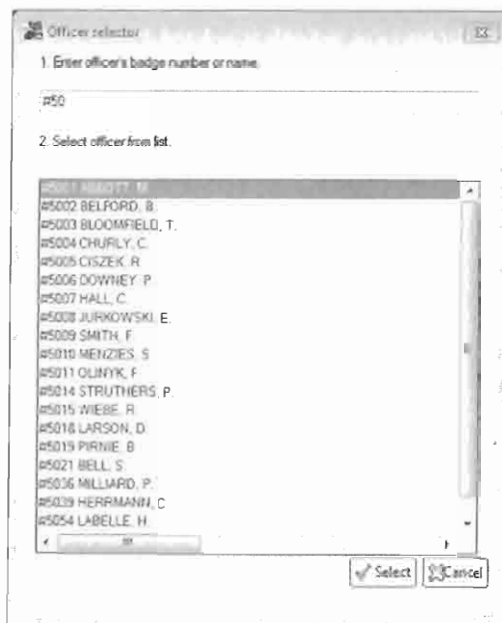 Officer selector
1. Enter officer's badge number or name.
#50
2. Select officer from list.
#5001 ABBOTT, M.
#5002 BELFORD, B.
#5003 BLOOMFIELD, T.
#5004 CHURLY, C.
#5005 CISZEK, R.
#5006 DOWNEY, P.
#5007 HALL, C.
#5008 JURKOWSKI, E.
#5009 SMITH, F.
#5010 MENZIES, S
#5011 OLINYK, F
#5014 STRUTHERS, P.
#5015 WIEBE, R
#5018 LARSON, D.
#5019 PIRNIE, B
#5021 BELL, S.
#5036 MILLIARD, P.
#5039 HERRMANN, C
#5054 LABELLE, H.
Select
Cancel